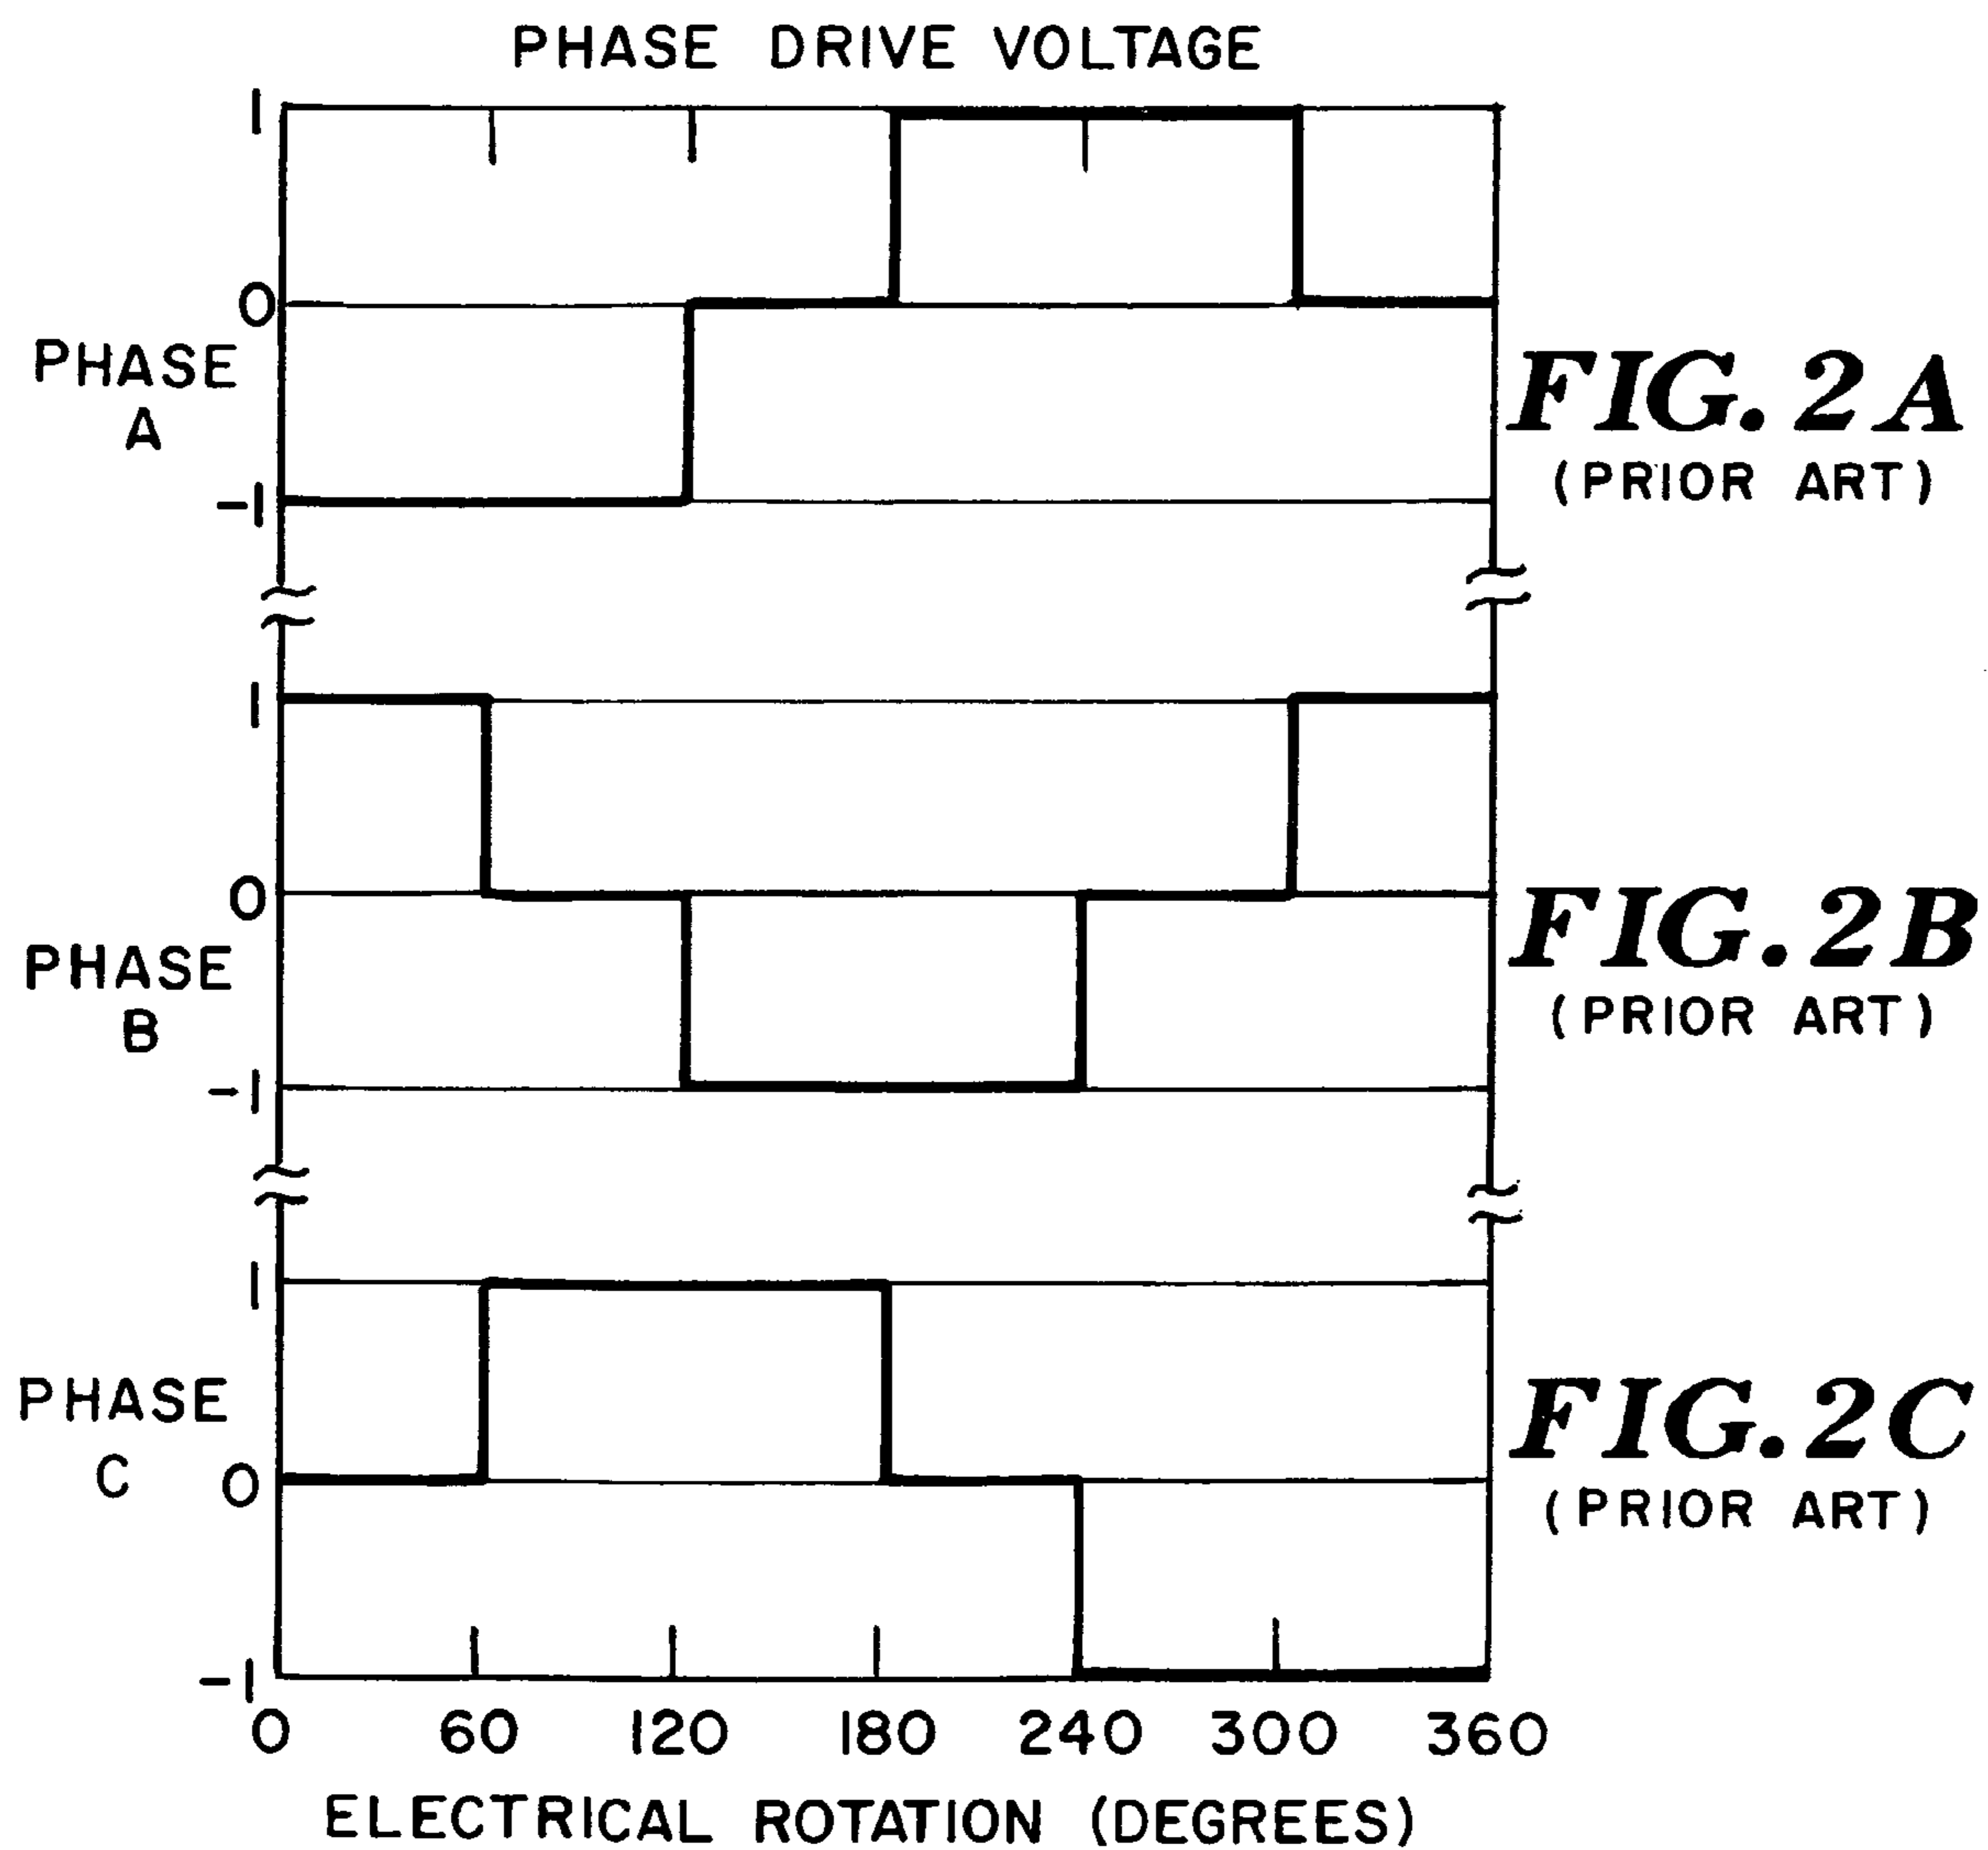 PHASE DRIVE VOLTAGE
1
0
PHASE
A
-1
FIG. 2A
(PRIOR ART)
1
0
PHASE
B
-1
FIG. 2B
(PRIOR ART)
1
PHASE
C
0
-1
FIG. 2C
(PRIOR ART)
0 60 120 180 240 300 360
ELECTRICAL ROTATION (DEGREES)